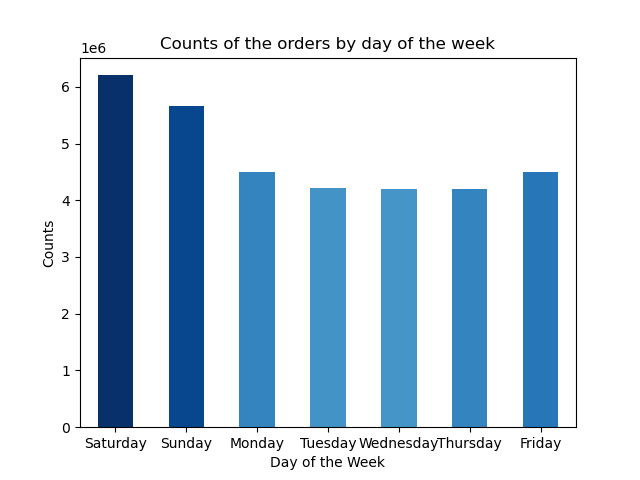 Counts of the orders by day of the week
1e6
6
5
4
3
2
1
0
Counts
Saturday Sunday Monday Tuesday Wednesday Thursday Friday
Day of the Week